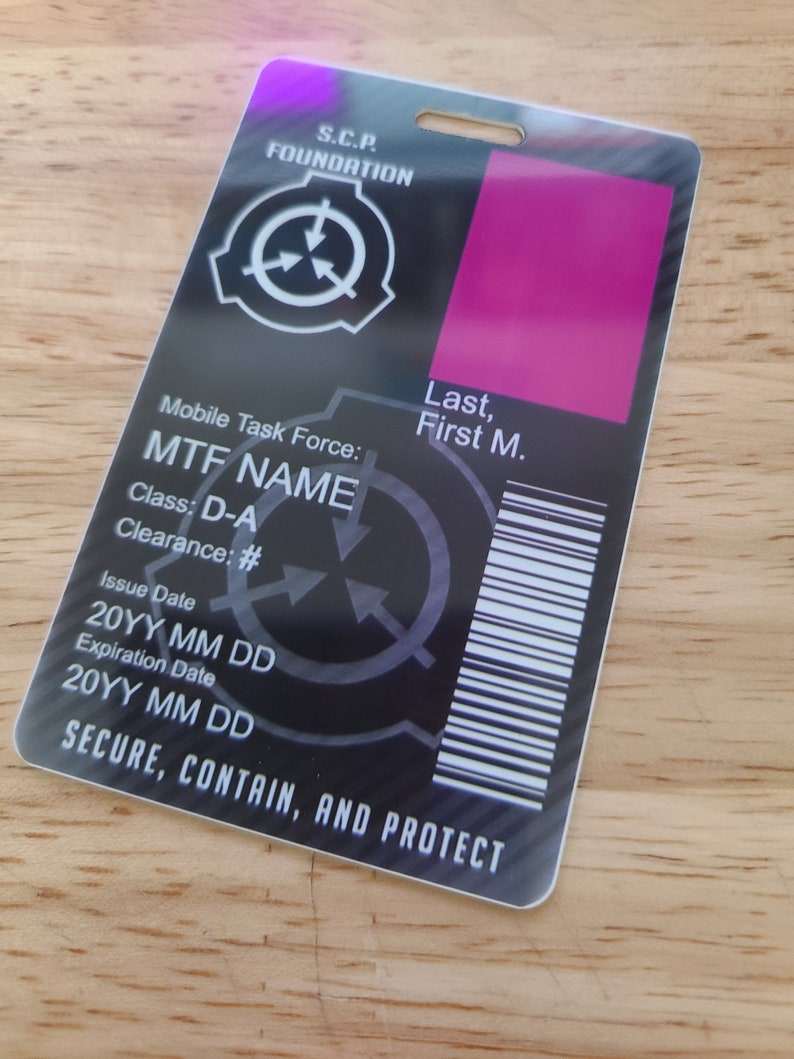 S.C.P.
FOUNDATION
Last,
First M.
Mobile Task Force:
MTF NAME
Class: D-A
Clearance: #
Issue Date
20YY MM DD
Expiration Date
20YY MM DD
SECURE, CONTAIN, AND PROTECT